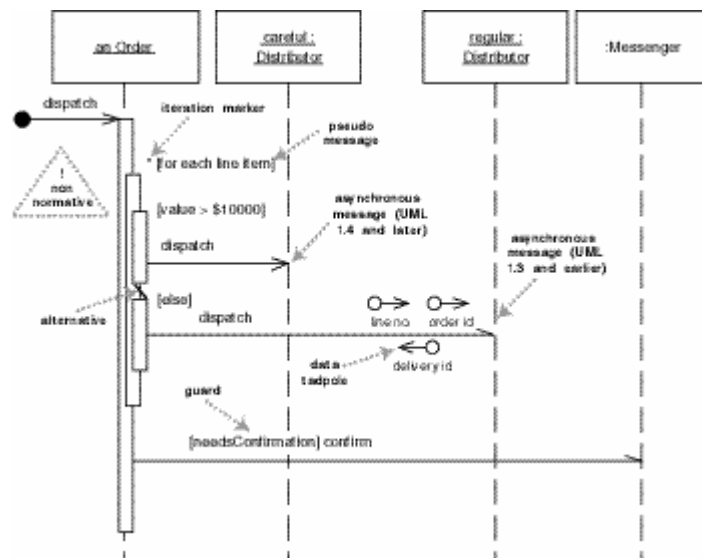 an Order
careful :
Distributor
regular :
Distributor
:Messenger
dispatch
iteration marker
pseudo
message
* [for each line item]
!
non
normative
asynchronous
message (UML
1.4 and later)
[value > $10000]
asynchronous
message (UML
1.3 and earlier)
dispatch
[else]
alternative
dispatch
line no
order id
data
tadpole
delivery id
guard
[needsConfirmation] confirm